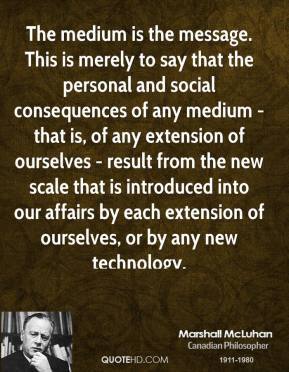 The medium is the message.
This is merely to say that the
personal and social
consequences of any medium -
that is, of any extension of
ourselves - result from the new
scale that is introduced into
our affairs by each extension of
ourselves, or by any new
technology.
Marshall McLuhan
Canadian Philosopher
1911-1980
QUOTEHD.COM